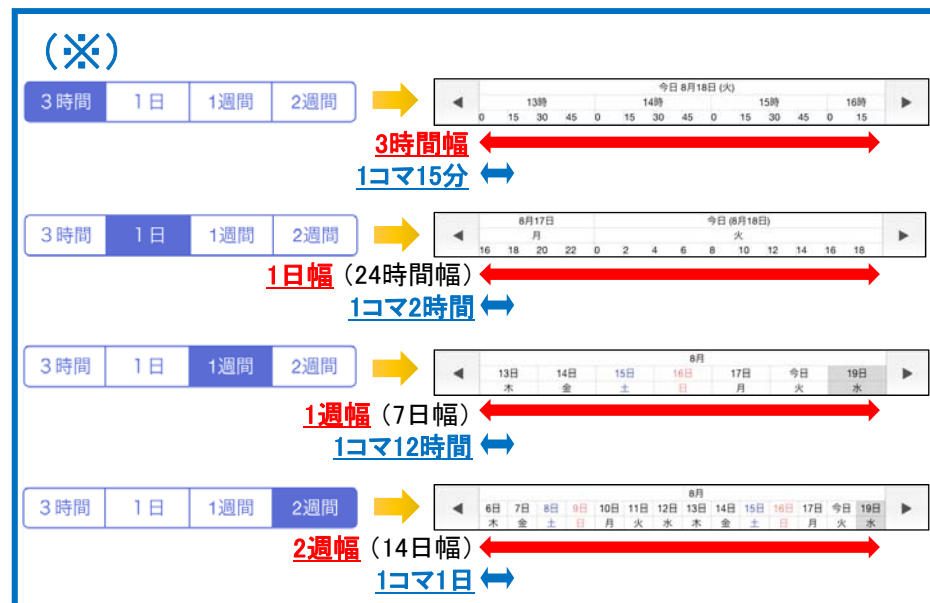 (※)
3時間 1日 1週間 2週間
今日 8月18日 (火)
◀ 13時 14時 15時 16時 ▶
0 15 30 45 0 15 30 45 0 15 30 45 0 15
3時間幅
1コマ15分
3時間 1日 1週間 2週間
8月17日 今日 (8月18日)
◀ 月 火 ▶
16 18 20 22 0 2 4 6 8 10 12 14 16 18
1日幅(24時間幅)
1コマ2時間
3時間 1日 1週間 2週間
8月
◀ 13日 14日 15日 16日 17日 今日 19日 ▶
木 金 土 日 月 火 水
1週幅(7日幅)
1コマ12時間
3時間 1日 1週間 2週間
8月
◀ 6日 7日 8日 9日 10日 11日 12日 13日 14日 15日 16日 17日 今日 19日 ▶
木 金 土 日 月 火 水 木 金 土 日 月 火 水
2週幅(14日幅)
1コマ1日